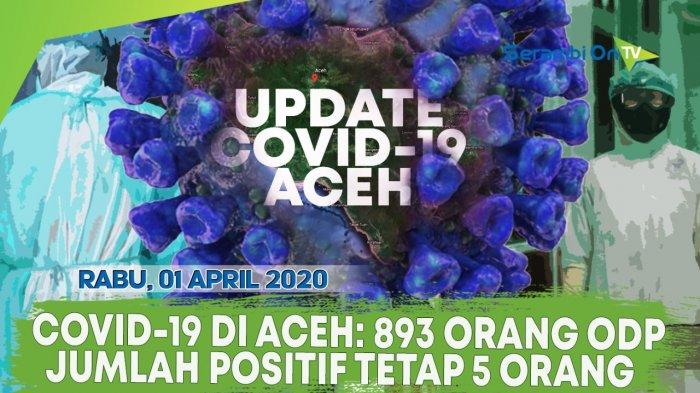 Serambi On TV
Aceh
UPDATE
COVID-19
ACEH
RABU, 01 APRIL 2020
COVID-19 DI ACEH: 893 ORANG ODP
JUMLAH POSITIF TETAP 5 ORANG